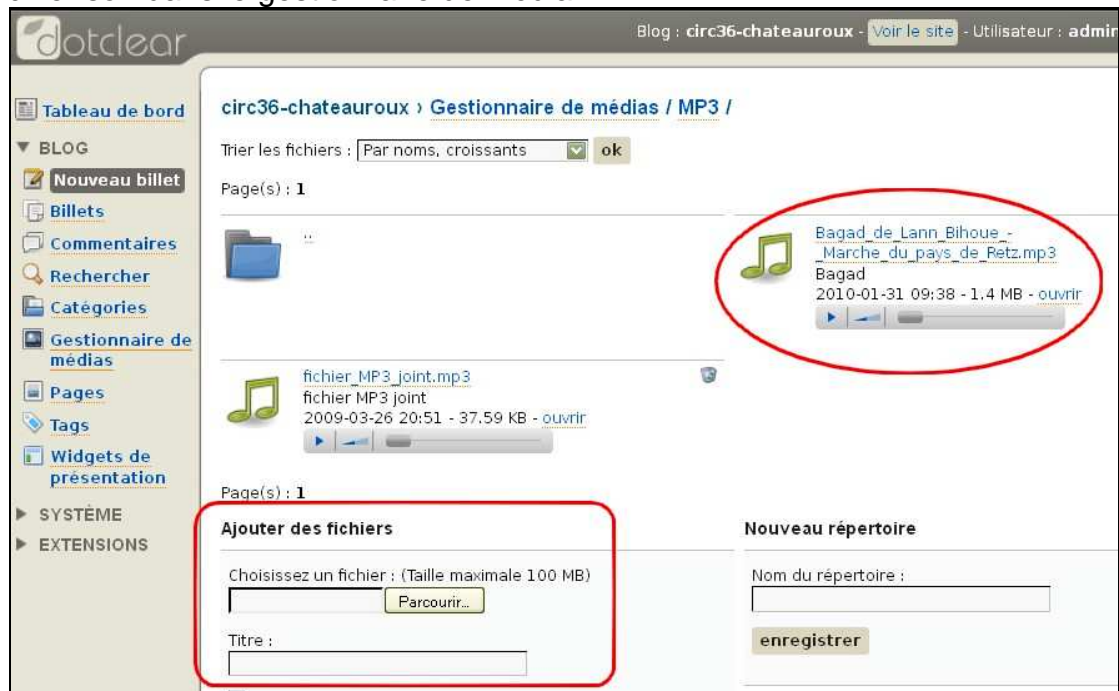 dotclear
Blog : circ36-chateauroux - Voir le site - Utilisateur : admin
Tableau de bord
BLOG
Nouveau billet
Billets
Commentaires
Rechercher
Catégories
Gestionnaire de
médias
Pages
Tags
Widgets de
présentation
SYSTÈME
EXTENSIONS
circ36-chateauroux › Gestionnaire de médias / MP3 /
Trier les fichiers : Par noms, croissants ok
Page(s) : 1
..
Bagad_de_Lann_Bihoue_-
_Marche_du_pays_de_Retz.mp3
Bagad
2010-01-31 09:38 - 1.4 MB - ouvrir
fichier_MP3_joint.mp3
fichier MP3 joint
2009-03-26 20:51 - 37.59 KB - ouvrir
Page(s) : 1
Ajouter des fichiers
Choisissez un fichier : (Taille maximale 100 MB)
Parcourir...
Titre :
Nouveau répertoire
Nom du répertoire :
enregistrer